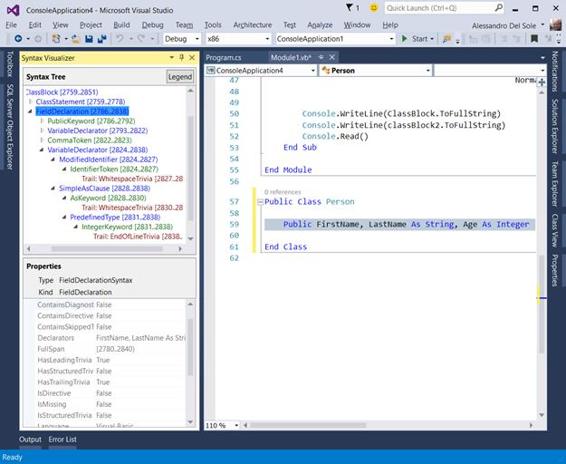 ConsoleApplication4 - Microsoft Visual Studio
1
Quick Launch (Ctrl+Q)
File Edit View Project Build Debug Team Tools Architecture Test Analyze Window Help
Alessandro Del Sole
Debug x86 ConsoleApplication1 Start
Toolbox
SQL Server Object Explorer
Syntax Visualizer
Syntax Tree Legend
ClassBlock [2759..2851)
ClassStatement [2759..2778)
FieldDeclaration [2786..2838)
PublicKeyword [2786..2792)
VariableDeclarator [2793..2822)
CommaToken [2822..2823)
VariableDeclarator [2824..2838)
ModifiedIdentifier [2824..2827)
IdentifierToken [2824..2827)
Trail: WhitespaceTrivia [2827..28
SimpleAsClause [2828..2838)
AsKeyword [2828..2830)
Trail: WhitespaceTrivia [2830..28
PredefinedType [2831..2838)
IntegerKeyword [2831..2838)
Trail: EndOfLineTrivia [2838..
Properties
Type FieldDeclarationSyntax
Kind FieldDeclaration
ContainsDiagnost False
ContainsDirective False
ContainsSkipped1 False
Declarators FirstName, LastName As Stri
FullSpan [2780..2840)
HasLeadingTrivia True
HasStructuredTriv False
HasTrailingTrivia True
IsDirective False
IsMissing False
IsStructuredTrivia False
Language Visual Basic
Program.cs Module1.vb*
ConsoleApplication4 Person
47 Norma
48
49
50 Console.WriteLine(ClassBlock.ToFullString)
51 Console.WriteLine(classBlock2.ToFullString)
52 Console.Read()
53 End Sub
54
55 End Module
56
0 references
57 Public Class Person
58
59 Public FirstName, LastName As String, Age As Integer
60
61 End Class
62
110 %
Notifications
Solution Explorer
Team Explorer
Class View
Properties
Output Error List
Ready